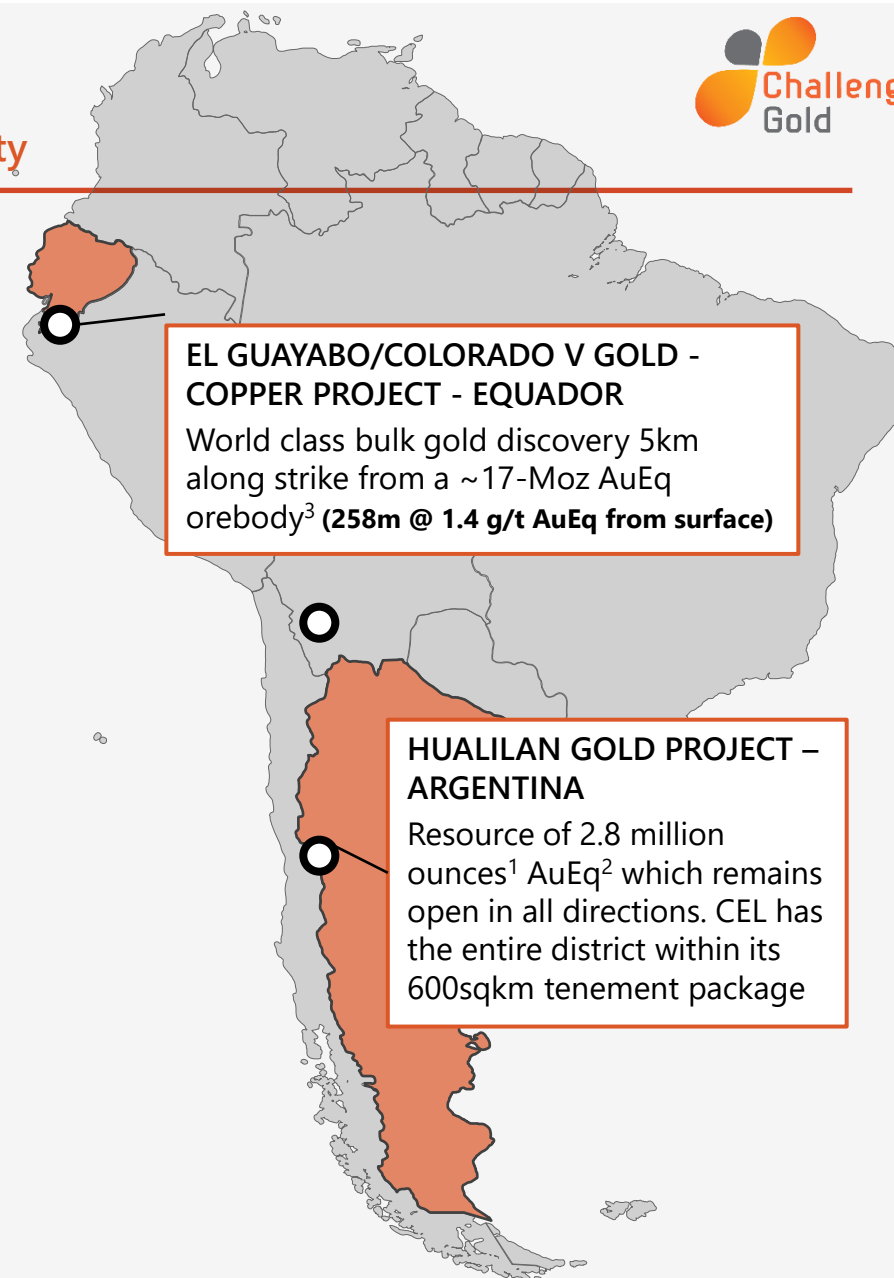 Challeng
Gold
ty
EL GUAYABO/COLORADO V GOLD -
COPPER PROJECT - EQUADOR
World class bulk gold discovery 5km
along strike from a ~17-Moz AuEq
orebody³ (258m @ 1.4 g/t AuEq from surface)
HUALILAN GOLD PROJECT –
ARGENTINA
Resource of 2.8 million
ounces¹ AuEq² which remains
open in all directions. CEL has
the entire district within its
600sqkm tenement package